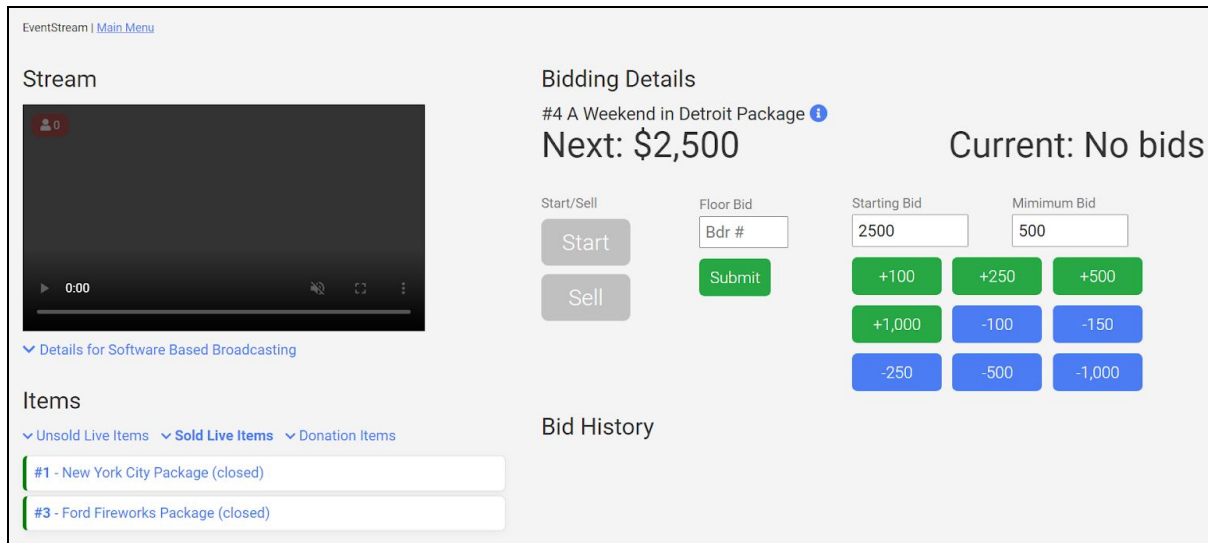 EventStream | Main Menu
Stream
0
0:00
Details for Software Based Broadcasting
Items
Unsold Live Items Sold Live Items Donation Items
#1 - New York City Package (closed)
#3 - Ford Fireworks Package (closed)
Bidding Details
#4 A Weekend in Detroit Package
Next: $2,500 Current: No bids
Start/Sell
Start
Sell
Floor Bid
Bdr #
Submit
Starting Bid Mimimum Bid
2500 500
+100 +250 +500
+1,000 -100 -150
-250 -500 -1,000
Bid History